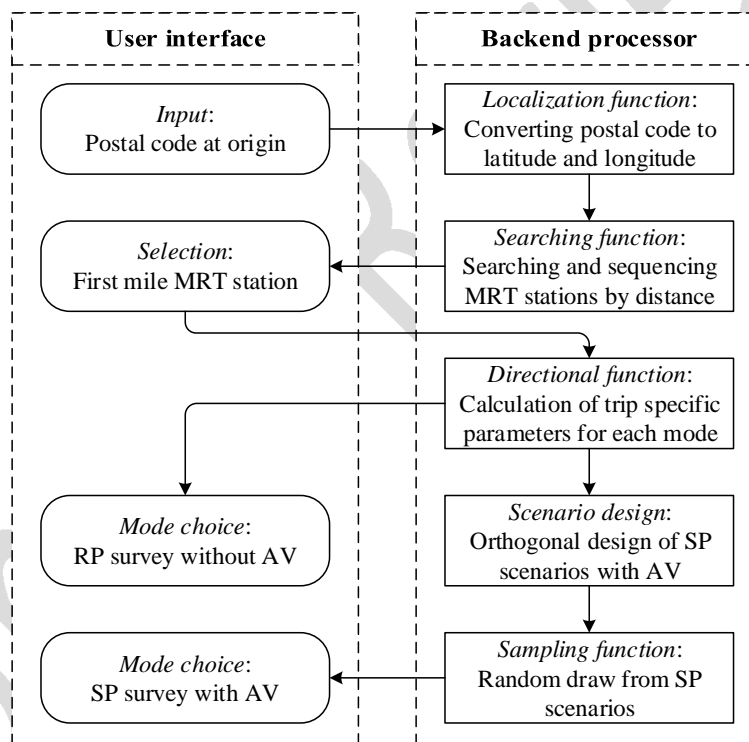 User interface
Backend processor
Input:
Postal code at origin
Localization function:
Converting postal code to
latitude and longitude
Selection:
First mile MRT station
Searching function:
Searching and sequencing
MRT stations by distance
Directional function:
Calculation of trip specific
parameters for each mode
Mode choice:
RP survey without AV
Scenario design:
Orthogonal design of SP
scenarios with AV
Mode choice:
SP survey with AV
Sampling function:
Random draw from SP
scenarios